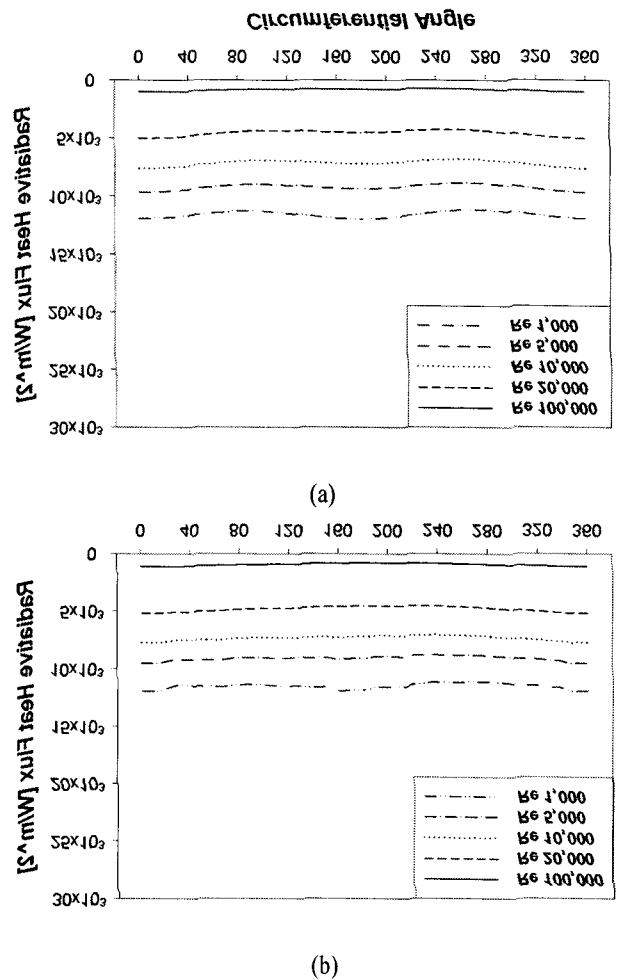 Circumferential Angle
0 40 80 120 160 200 240 280 320 360
0
5x10³
10x10³
15x10³
20x10³
25x10³
30x10³
Radiative Heat Flux [W/m^2]
Re 1,000
Re 5,000
Re 10,000
Re 20,000
Re 100,000
(a)
0 40 80 120 160 200 240 280 320 360
0
5x10³
10x10³
15x10³
20x10³
25x10³
30x10³
Radiative Heat Flux [W/m^2]
Re 1,000
Re 5,000
Re 10,000
Re 20,000
Re 100,000
(b)